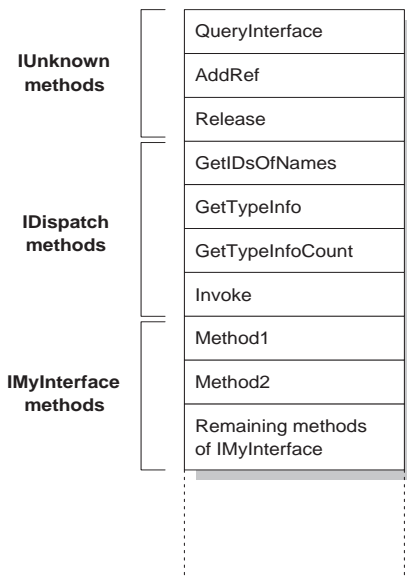 IUnknown
methods
QueryInterface
AddRef
Release
IDispatch
methods
GetIDsOfNames
GetTypeInfo
GetTypeInfoCount
Invoke
IMyInterface
methods
Method1
Method2
Remaining methods
of IMyInterface